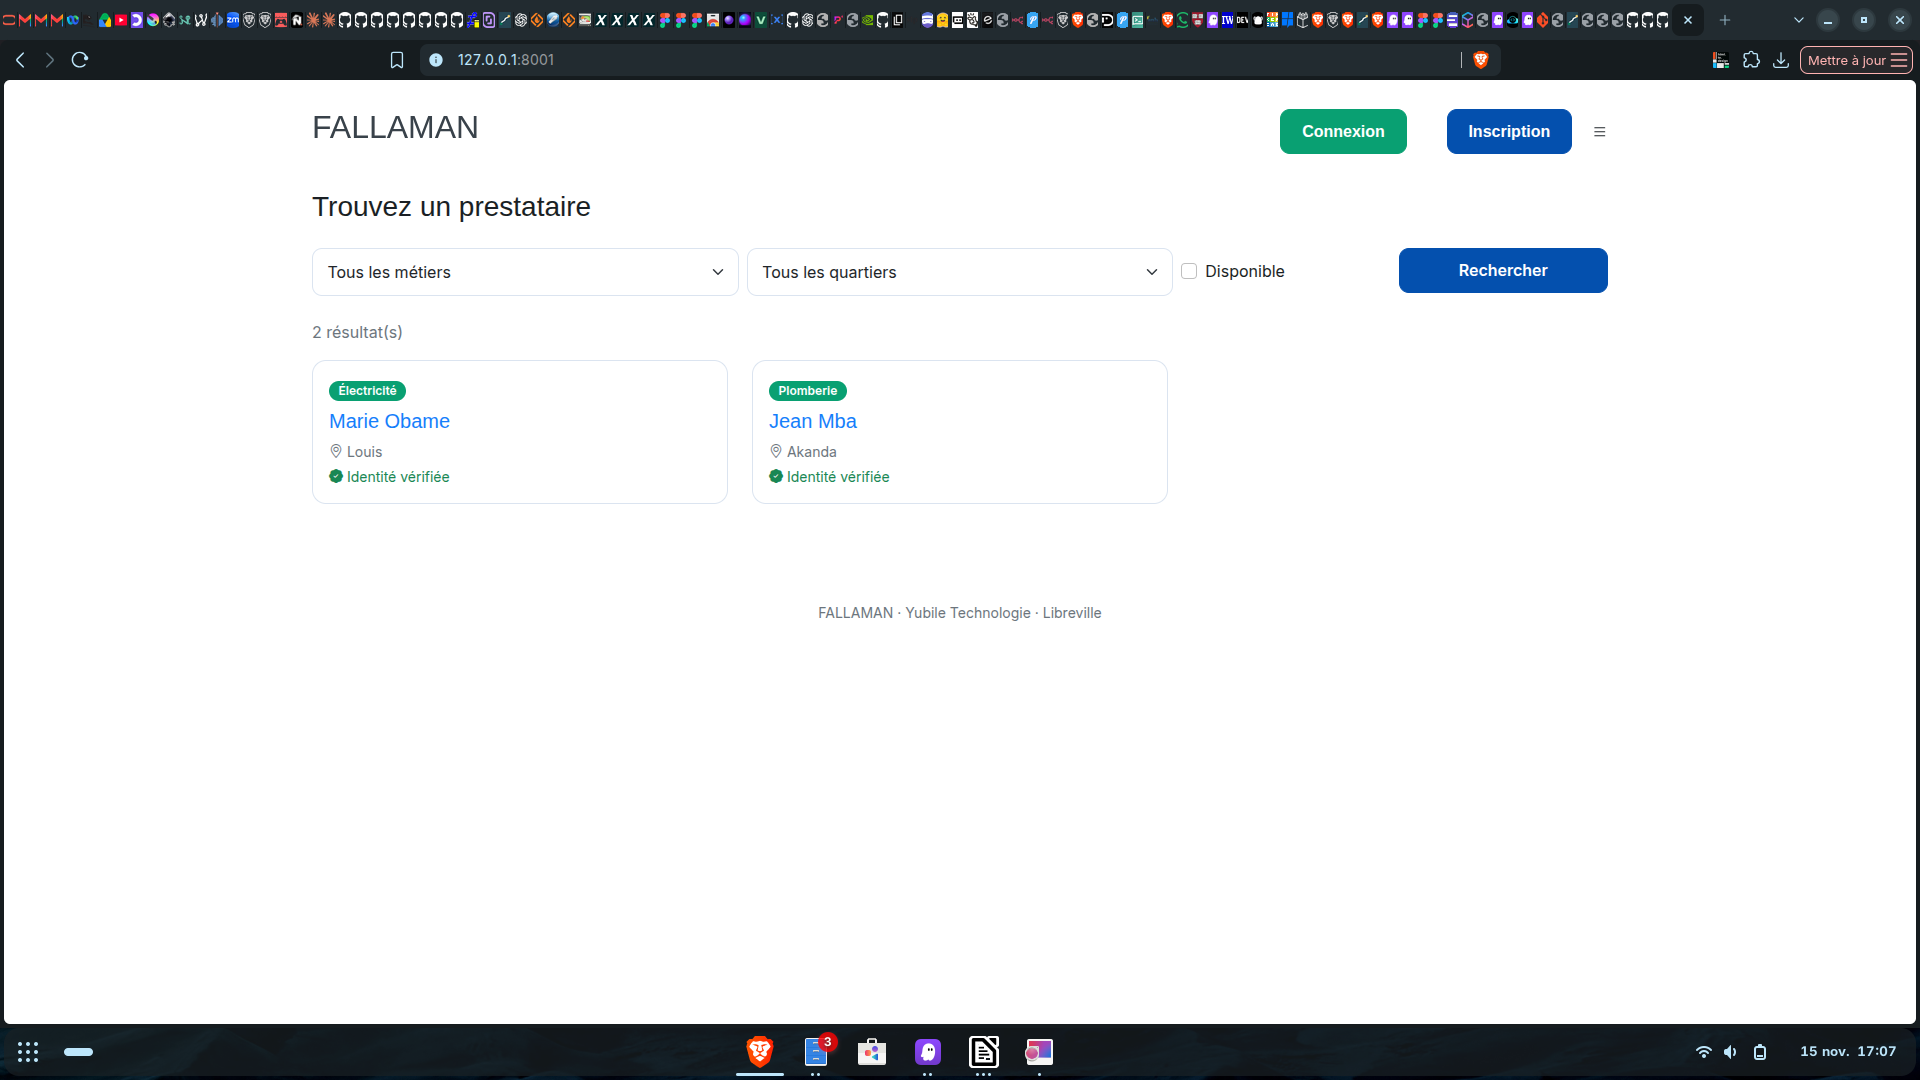 127.0.0.1:8001
Mettre à jour
FALLAMAN
Connexion
Inscription
Trouvez un prestataire
Tous les métiers
Tous les quartiers
Disponible
Rechercher
2 résultat(s)
Électricité
Marie Obame
Louis
Identité vérifiée
Plomberie
Jean Mba
Akanda
Identité vérifiée
FALLAMAN · Yubile Technologie · Libreville
3
15 nov. 17:07